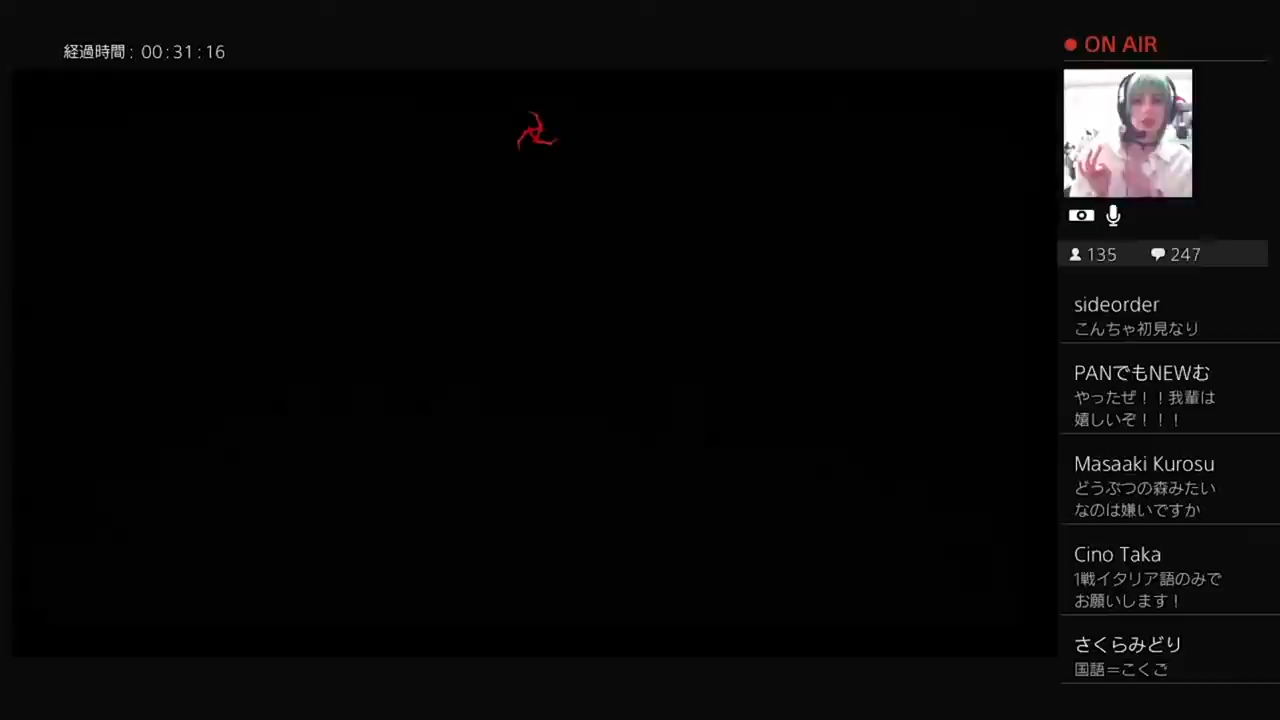 経過時間: 00:31:16
ON AIR
135 247
sideorder
こんちゃ初見なり
PANでもNEWむ
やったぜ！！我輩は
嬉しいぞ！！！
Masaaki Kurosu
どうぶつの森みたい
なのは嫌いですか
Cino Taka
1戦イタリア語のみで
お願いします！
さくらみどり
国語＝こくご